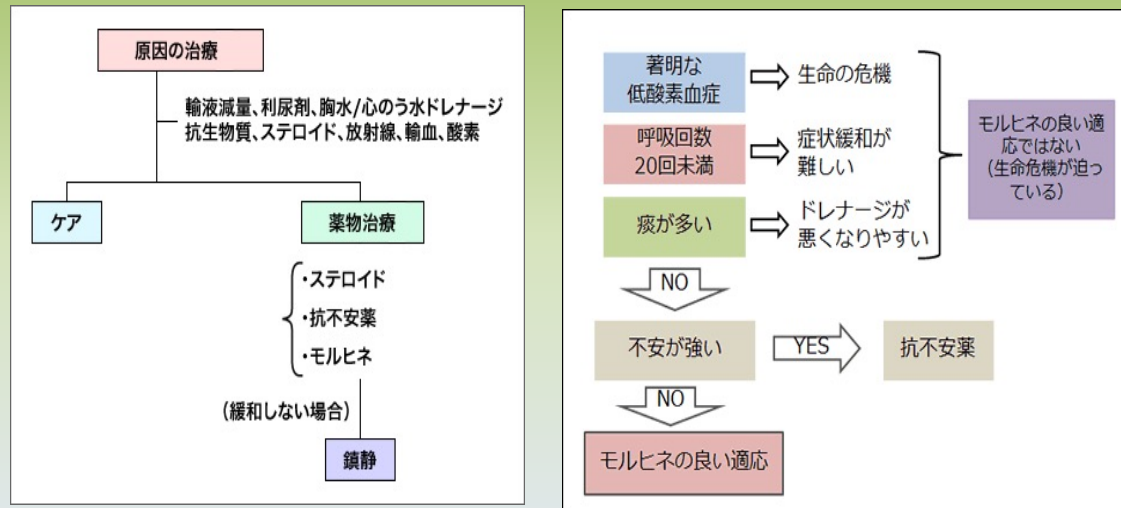 原因の治療
輸液減量、利尿剤、胸水/心のう水ドレナージ
抗生物質、ステロイド、放射線、輸血、酸素
ケア
薬物治療
・ステロイド
・抗不安薬
・モルヒネ
(緩和しない場合)
鎮静
著明な
低酸素血症
生命の危機
呼吸回数
20回未満
症状緩和が
難しい
痰が多い
ドレナージが
悪くなりやすい
モルヒネの良い適
応ではない
（生命危機が迫っ
ている）
NO
不安が強い
YES
抗不安薬
NO
モルヒネの良い適応